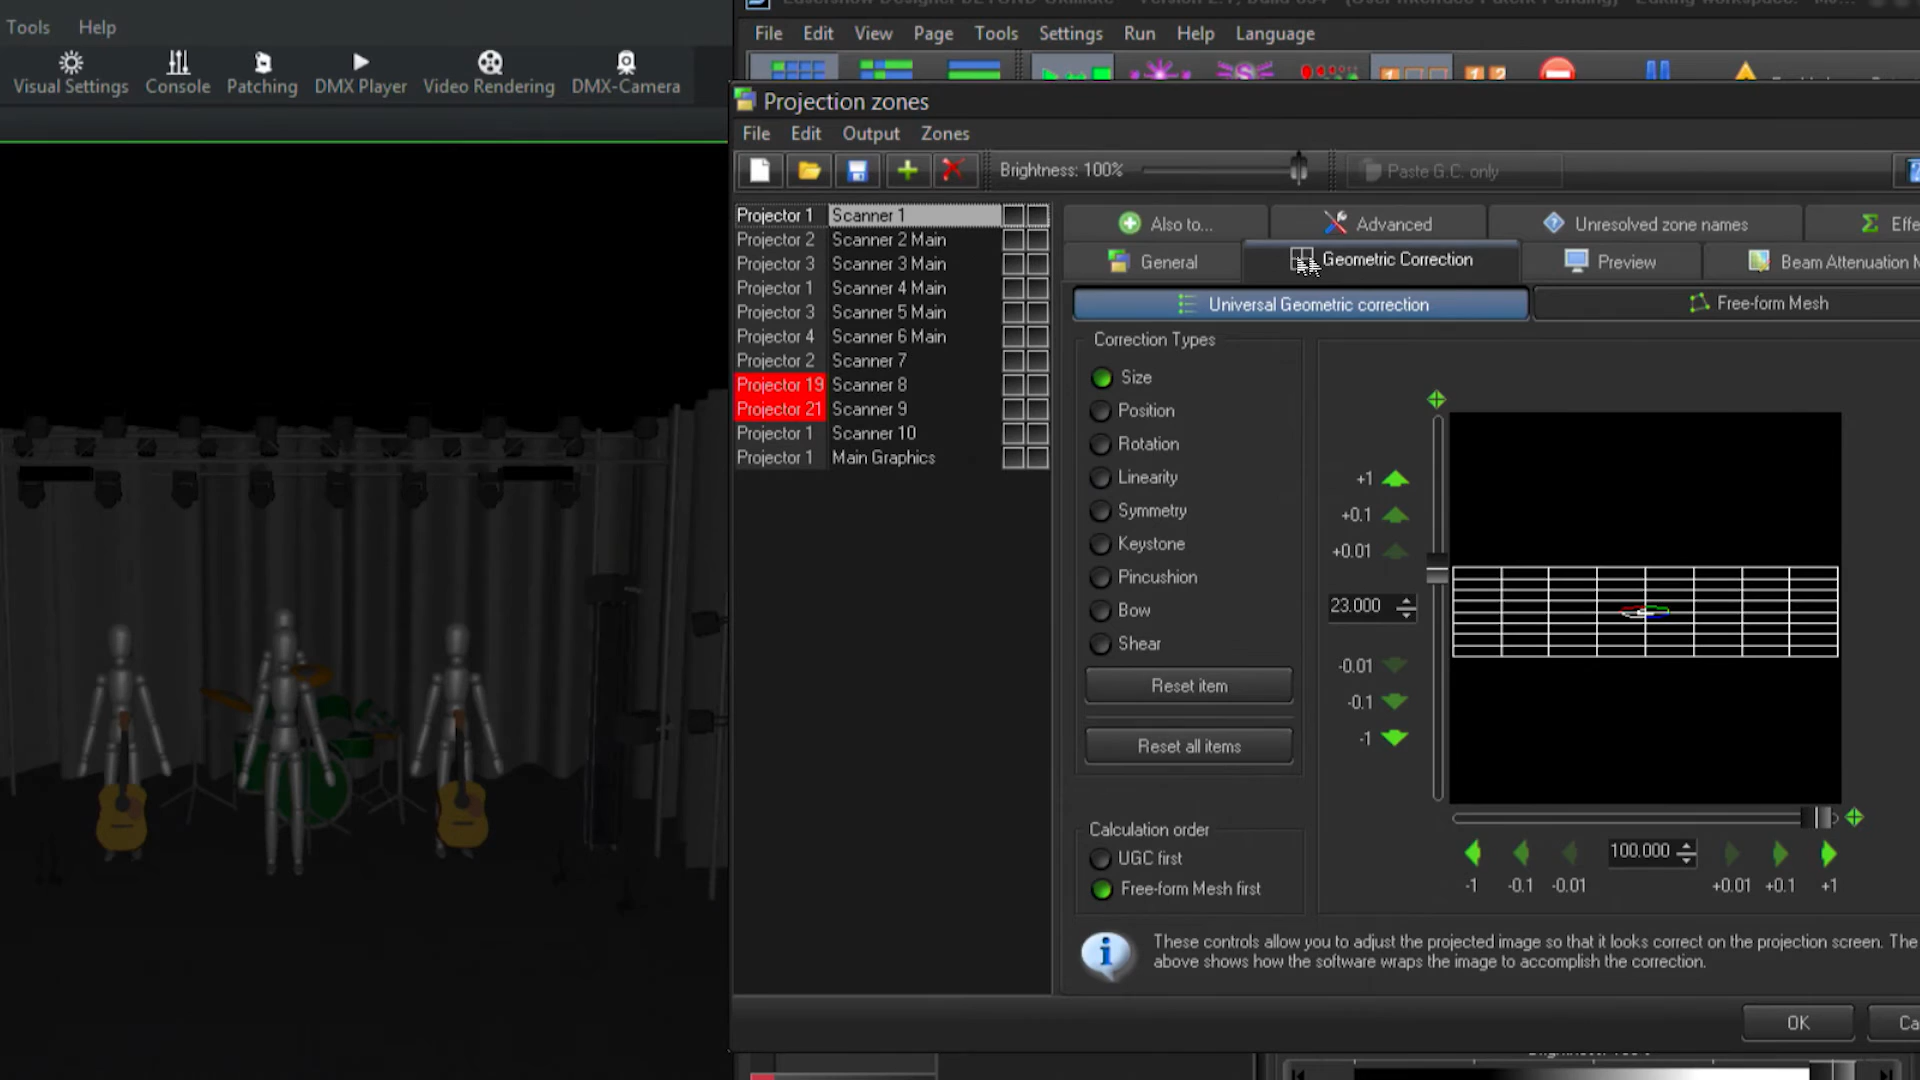 Tools Help
Visual Settings Console Patching DMX Player Video Rendering DMX-Camera
File Edit View Page Tools Settings Run Help Language
Projection zones
File Edit Output Zones
Brightness: 100% Paste G.C. only
Projector 1 Scanner 1
Projector 2 Scanner 2 Main
Projector 3 Scanner 3 Main
Projector 1 Scanner 4 Main
Projector 3 Scanner 5 Main
Projector 4 Scanner 6 Main
Projector 2 Scanner 7
Projector 19 Scanner 8
Projector 21 Scanner 9
Projector 1 Scanner 10
Projector 1 Main Graphics
Also to... Advanced Unresolved zone names Effe
General Geometric Correction Preview Beam Attenuation M
Universal Geometric correction Free-form Mesh
Correction Types
Size
Position
Rotation
Linearity
Symmetry
Keystone
Pincushion
Bow
Shear
Reset item
Reset all items
Calculation order
UGC first
Free-form Mesh first
+1
+0.1
+0.01
23.000
-0.01
-0.1
-1
100.000
-1 -0.1 -0.01 +0.01 +0.1 +1
These controls allow you to adjust the projected image so that it looks correct on the projection screen. The
above shows how the software wraps the image to accomplish the correction.
OK Ca